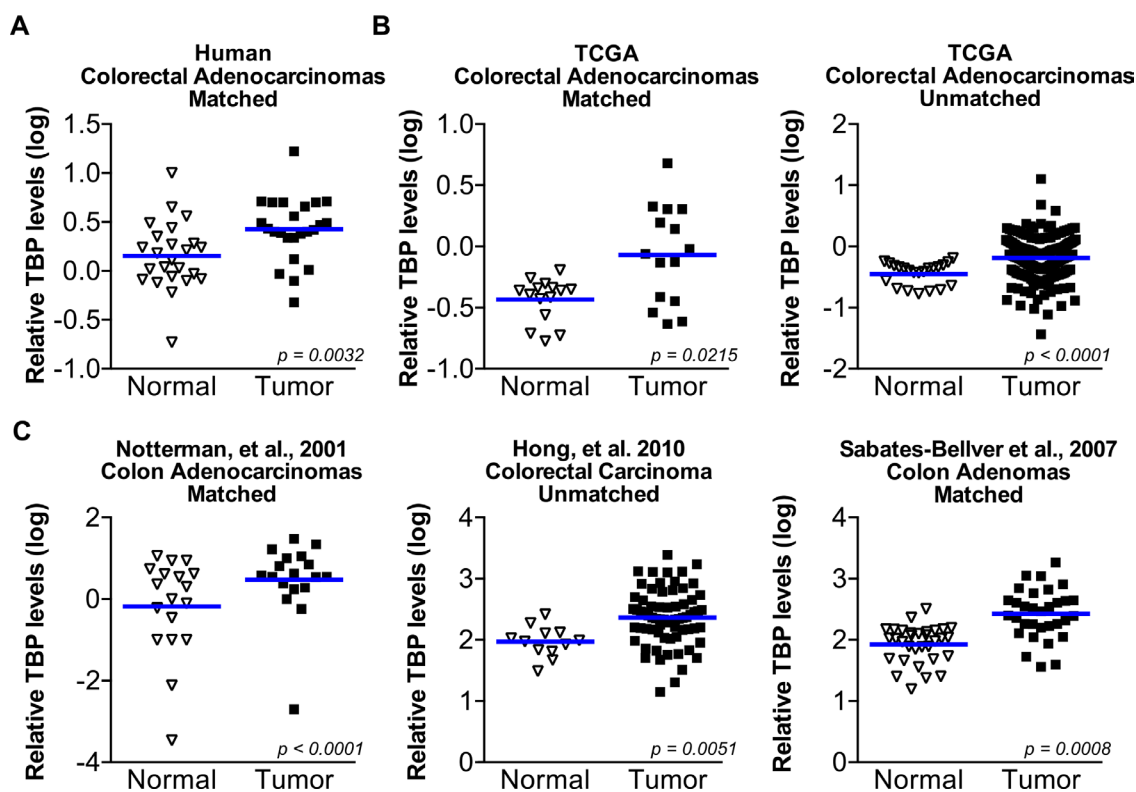 A
Human
Colorectal Adenocarcinomas
Matched
Relative TBP levels (log)
1.5
1.0
0.5
0.0
-0.5
-1.0
p = 0.0032
Normal
Tumor
B
TCGA
Colorectal Adenocarcinomas
Matched
Relative TBP levels (log)
1.0
0.5
0.0
-0.5
-1.0
p = 0.0215
Normal
Tumor
TCGA
Colorectal Adenocarcinomas
Unmatched
Relative TBP levels (log)
2
1
-0
-1
-2
p < 0.0001
Normal
Tumor
C
Notterman, et al., 2001
Colon Adenocarcinomas
Matched
Relative TBP levels (log)
2
0
-2
-4
p < 0.0001
Normal
Tumor
Hong, et al. 2010
Colorectal Carcinoma
Unmatched
Relative TBP levels (log)
4
3
2
1
0
p = 0.0051
Normal
Tumor
Sabates-Bellver et al., 2007
Colon Adenomas
Matched
Relative TBP levels (log)
4
3
2
1
0
p = 0.0008
Normal
Tumor